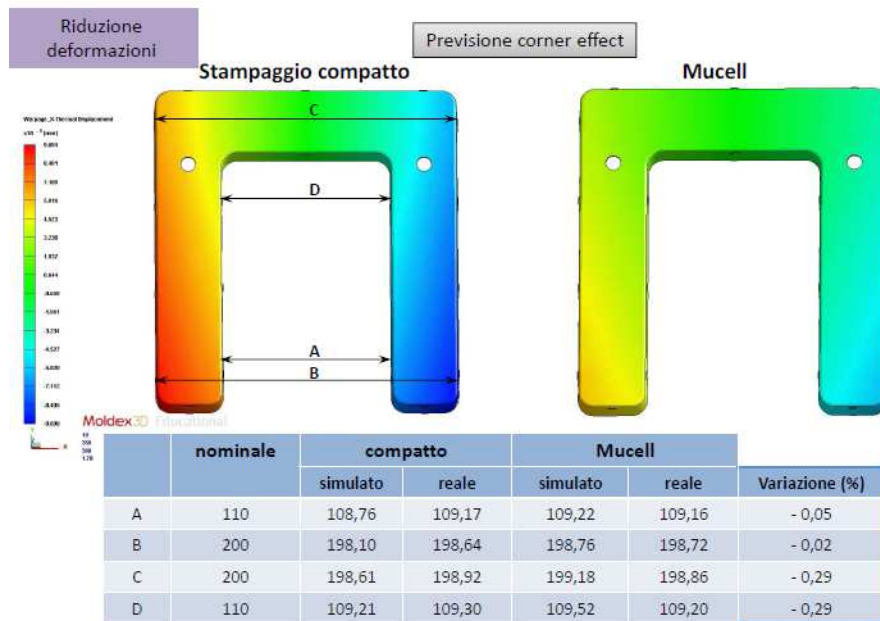 Riduzione
deformazioni
Previsione corner effect
Stampaggio compatto
Mucell
C
D
A
B
Moldex3D Educational
nominale compatto Mucell
simulato reale simulato reale Variazione (%)
A 110 108,76 109,17 109,22 109,16 - 0,05
B 200 198,10 198,64 198,76 198,72 - 0,02
C 200 198,61 198,92 199,18 198,86 - 0,29
D 110 109,21 109,30 109,52 109,20 - 0,29